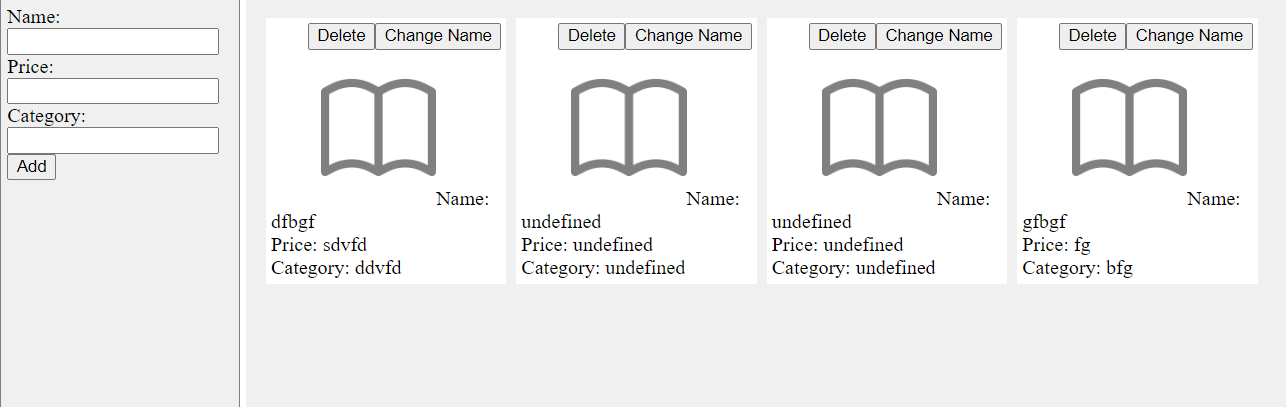 Name:
Price:
Category:
Add
Delete Change Name
Name:
dfbgf
Price: sdvfd
Category: ddvfd
Delete Change Name
Name:
undefined
Price: undefined
Category: undefined
Delete Change Name
Name:
undefined
Price: undefined
Category: undefined
Delete Change Name
Name:
gfbgf
Price: fg
Category: bfg